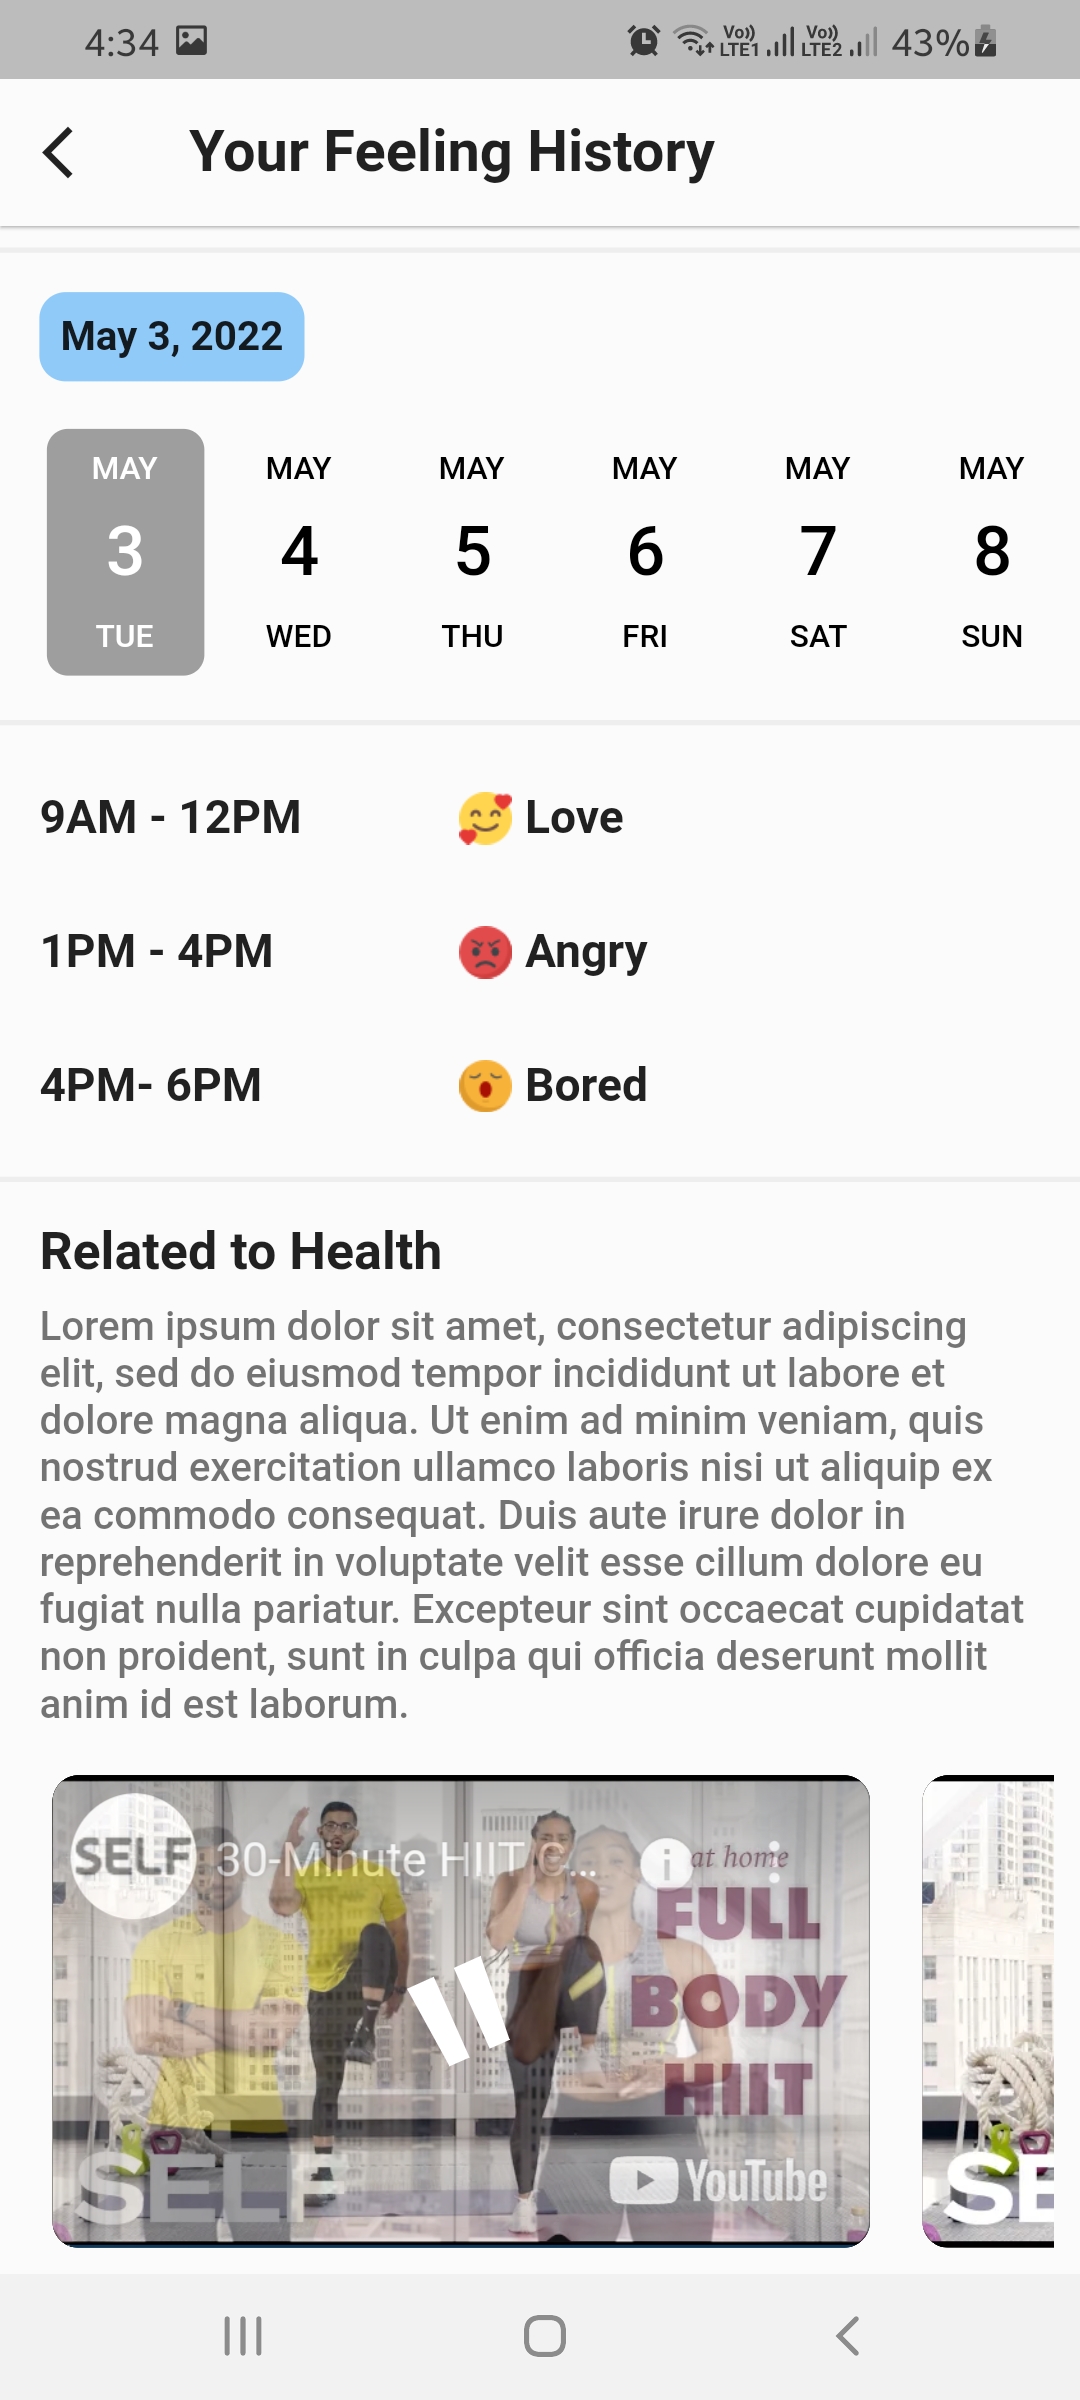 4:34 Vo)) LTE1 Vo)) LTE2 43%
Your Feeling History
May 3, 2022
MAY MAY MAY MAY MAY MAY
3 4 5 6 7 8
TUE WED THU FRI SAT SUN
9AM - 12PM Love
1PM - 4PM Angry
4PM- 6PM Bored
Related to Health
Lorem ipsum dolor sit amet, consectetur adipiscing
elit, sed do eiusmod tempor incididunt ut labore et
dolore magna aliqua. Ut enim ad minim veniam, quis
nostrud exercitation ullamco laboris nisi ut aliquip ex
ea commodo consequat. Duis aute irure dolor in
reprehenderit in voluptate velit esse cillum dolore eu
fugiat nulla pariatur. Excepteur sint occaecat cupidatat
non proident, sunt in culpa qui officia deserunt mollit
anim id est laborum.
SELF 30-Minute HIIT C... at home
FULL
BODY
HIIT
SELF YouTube SE